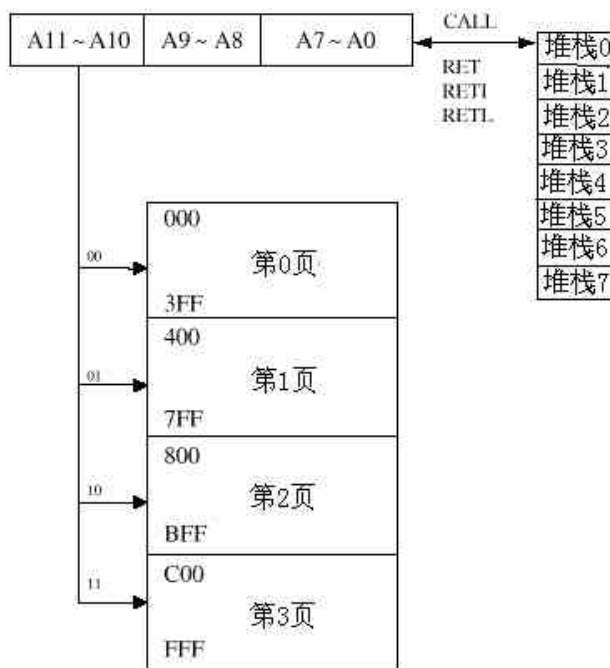 A11~A10 A9~A8 A7~A0
CALL
RET
RETI
RETL
堆栈0
堆栈1
堆栈2
堆栈3
堆栈4
堆栈5
堆栈6
堆栈7
00
000
第0页
3FF
01
400
第1页
7FF
10
800
第2页
BFF
11
C00
第3页
FFF